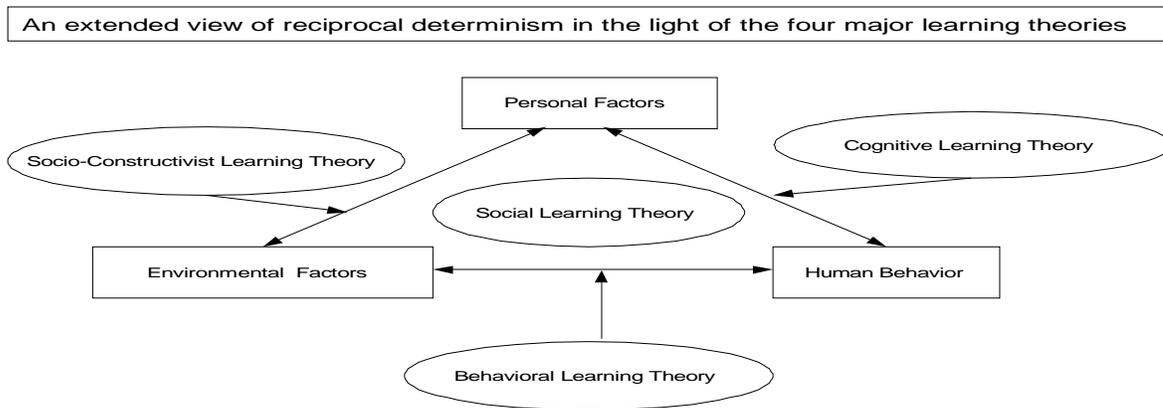 An extended view of reciprocal determinism in the light of the four major learning theories
Personal Factors
Socio-Constructivist Learning Theory
Cognitive Learning Theory
Social Learning Theory
Environmental Factors
Human Behavior
Behavioral Learning Theory